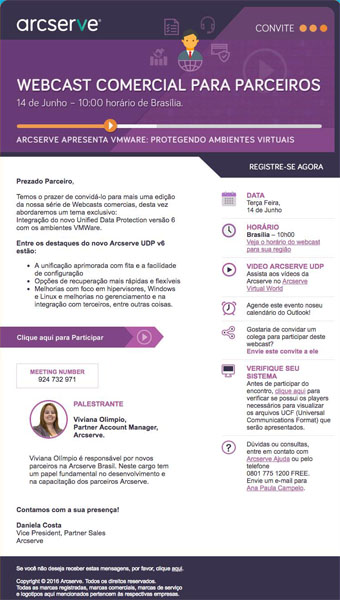 arcserve®
CONVITE
WEBCAST COMERCIAL PARA PARCEIROS
14 de Junho – 10:00 horário de Brasília.
ARCSERVE APRESENTA VMWARE: PROTEGENDO AMBIENTES VIRTUAIS
REGISTRE-SE AGORA
Prezado Parceiro,
Temos o prazer de convidá-lo para mais uma edição
da nossa série de Webcasts comercias, desta vez
abordaremos um tema exclusivo:
Integração do novo Unified Data Protection versão 6
com os ambientes VMWare.
Entre os destaques do novo Arcserve UDP v6
estão:
• A unificação aprimorada com fita e a facilidade
de configuração
• Opções de recuperação mais rápidas e flexíveis
• Melhorias com foco em hipervisores, Windows
e Linux e melhorias no gerenciamento e na
integração com terceiros, entre outras coisas.
Clique aqui para Participar
MEETING NUMBER
924 732 971
PALESTRANTE
Viviana Olimpio,
Partner Account Manager,
Arcserve.
Viviana Olímpio é responsável por novos
parceiros na Arcserve Brasil. Neste cargo tem
um papel fundamental no desenvolvimento e
na capacitação dos parceiros Arcserve.
Contamos com a sua presença!
Daniela Costa
Vice President, Partner Sales
Arcserve
DATA
Terça Feira,
14 de Junho
HORÁRIO
Brasília – 10h00
Veja o horário do webcast
para sua região
VIDEO ARCSERVE UDP
Assista aos vídeos da
Arcserve no Arcserve
Virtual World
Agende este evento noseu
calendário do Outlook!
Gostaria de convidar um
colega para participar deste
webcast?
Envie este convite a ele
VERIFIQUE SEU
SISTEMA
Antes de participar do
encontro, clique aqui para
verificar se possui os players
necessários para visualizar
os arquivos UCF (Universal
Communications Format) que
serão apresentados.
Dúvidas ou consultas,
entre em contato com
Arcserve Ajuda ou pelo
telefone
0801 775 1200 FREE.
Envie um e-mail para
Ana Paula Campelo.
Se você não deseja receber estas mensagens, por favor, clique aquí.
Copyright © 2016 Arcserve. Todos os direitos reservados.
Todas as marcas registradas, marcas comerciais, marcas de serviço
e logotipos aqui mencionados pertencem às respectivas empresas.